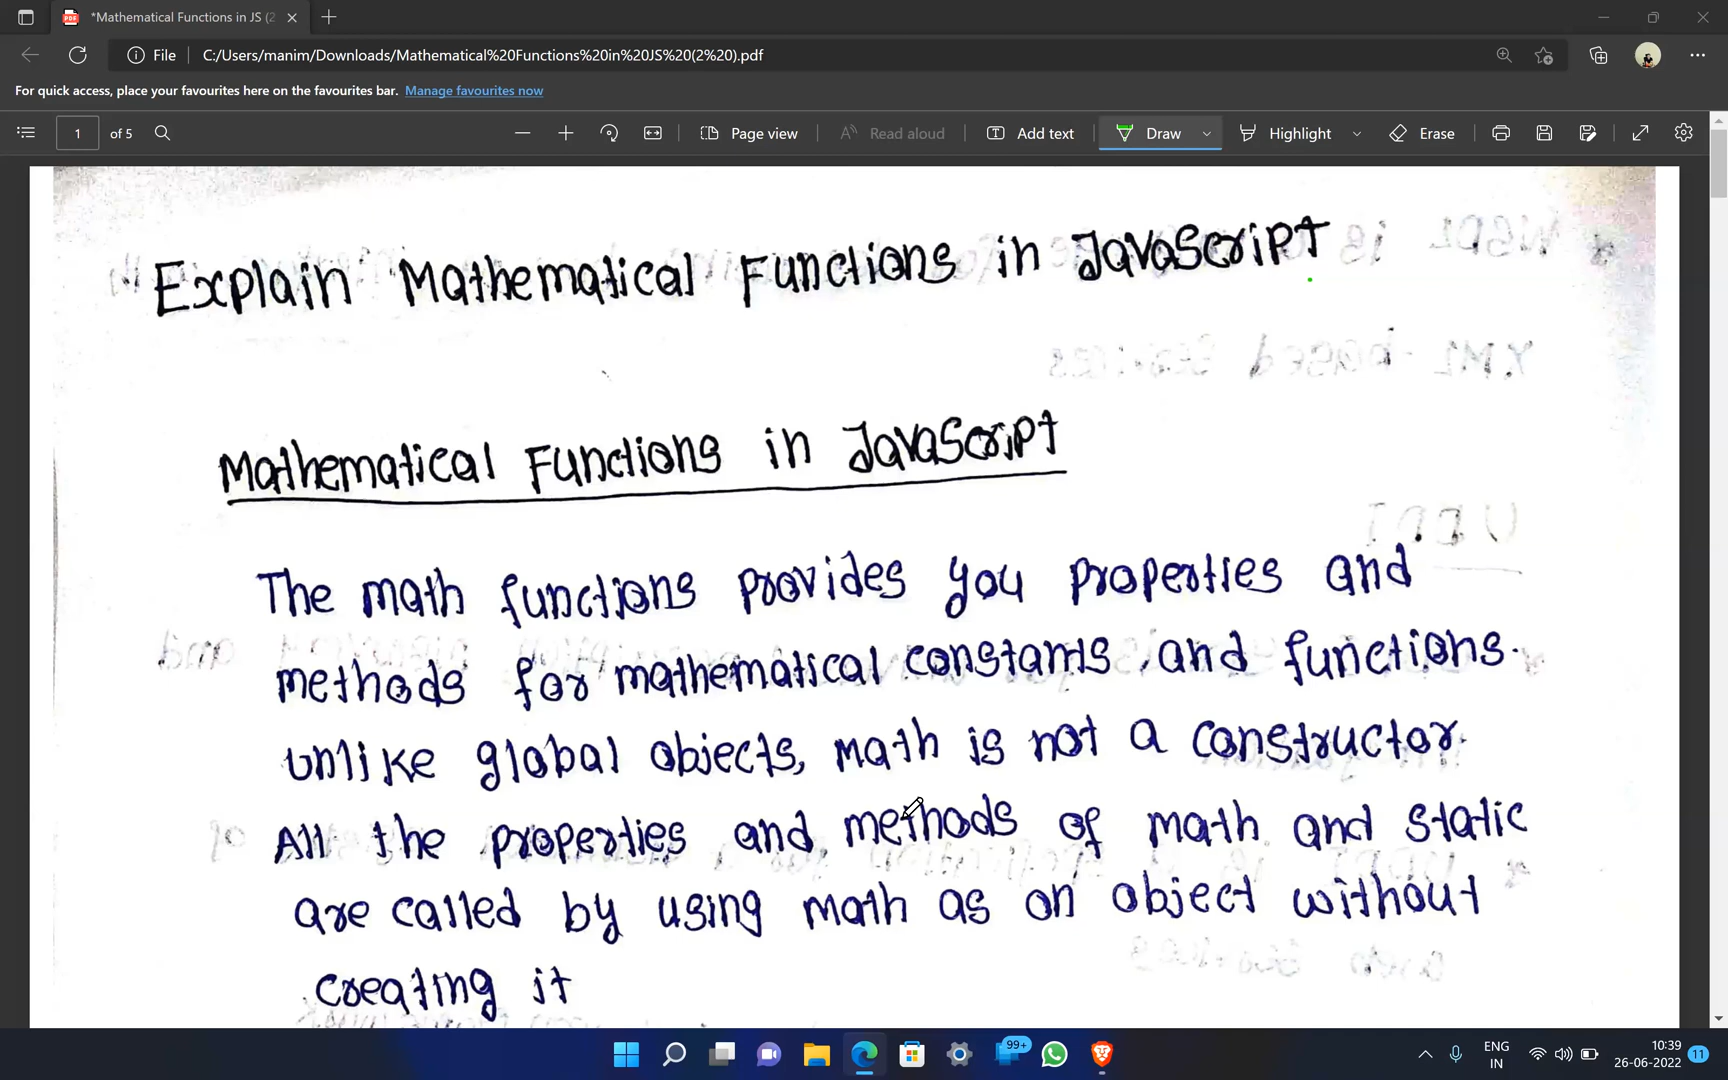 *Mathematical Functions in JS (2
File
C:/Users/manim/Downloads/Mathematical%20Functions%20in%20JS%20(2%20).pdf
For quick access, place your favourites here on the favourites bar. Manage favourites now
1 of 5
Page view
Read aloud
Add text
Draw
Highlight
Erase
Explain Mathematical Functions in JavaScript
Mathematical Functions in JavaScript
The math functions provides you properties and
methods for mathematical constants and functions.
unlike global objects, math is not a constructor.
All the properties and methods of math and static
are called by using math as an object without
creating it
99+
ENG
IN
10:39
26-06-2022
11